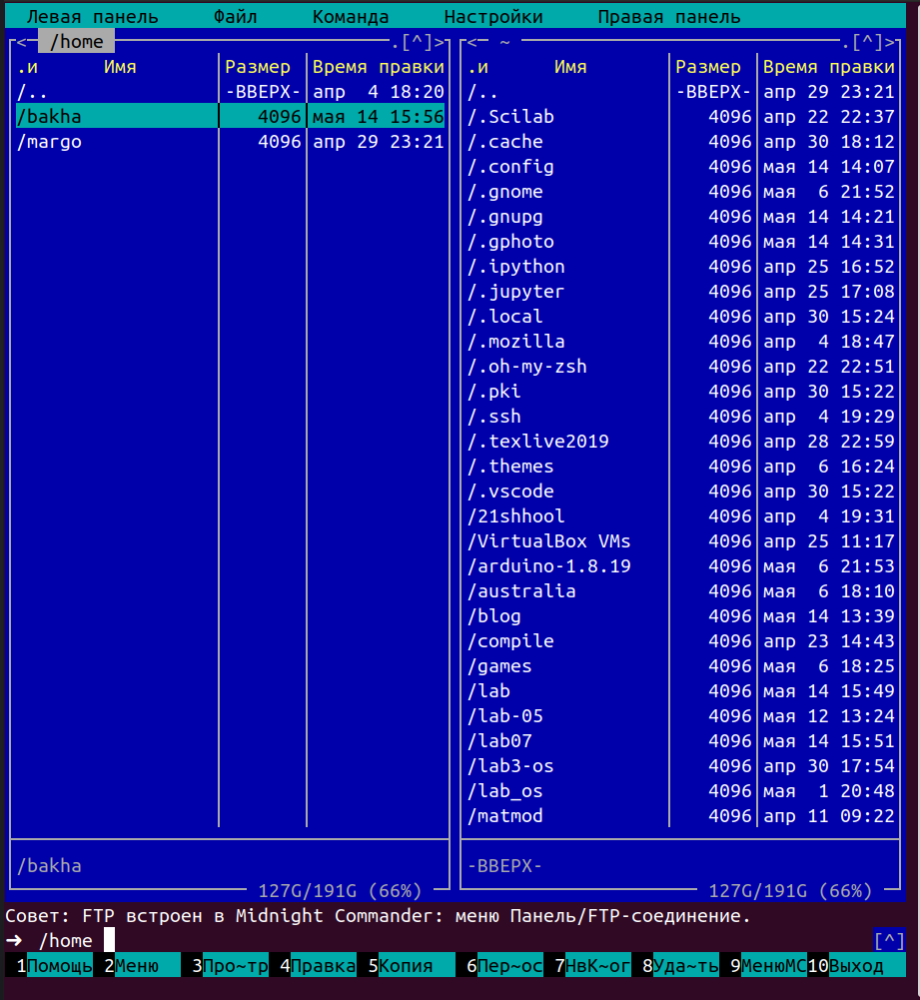 Левая панель Файл Команда Настройки Правая панель
<- /home .[^]> <- ~ .[^]>
.и Имя Размер Время правки .и Имя Размер Время правки
/.. -ВВЕРХ- апр 4 18:20 /.. -ВВЕРХ- апр 29 23:21
/bakha 4096 мая 14 15:56 /.Scilab 4096 апр 22 22:37
/margo 4096 апр 29 23:21 /.cache 4096 апр 30 18:12
/.config 4096 мая 14 14:07
/.gnome 4096 мая 6 21:52
/.gnupg 4096 мая 14 14:21
/.gphoto 4096 мая 14 14:31
/.ipython 4096 апр 25 16:52
/.jupyter 4096 апр 25 17:08
/.local 4096 апр 30 15:24
/.mozilla 4096 апр 4 18:47
/.oh-my-zsh 4096 апр 22 22:51
/.pki 4096 апр 30 15:22
/.ssh 4096 апр 4 19:29
/.texlive2019 4096 апр 28 22:59
/.themes 4096 апр 6 16:24
/.vscode 4096 апр 30 15:22
/21shhool 4096 апр 4 19:31
/VirtualBox VMs 4096 апр 25 11:17
/arduino-1.8.19 4096 мая 6 21:53
/australia 4096 мая 6 18:10
/blog 4096 мая 14 13:39
/compile 4096 апр 23 14:43
/games 4096 мая 6 18:25
/lab 4096 мая 14 15:49
/lab-05 4096 мая 12 13:24
/lab07 4096 мая 14 15:51
/lab3-os 4096 апр 30 17:54
/lab_os 4096 мая 1 20:48
/matmod 4096 апр 11 09:22
/bakha -ВВЕРХ-
127G/191G (66%) 127G/191G (66%)
Совет: FTP встроен в Midnight Commander: меню Панель/FTP-соединение.
➜ /home [^]
1Помощь 2Меню 3Про~тр 4Правка 5Копия 6Пер~ос 7НвК~ог 8Уда~ть 9МенюMC 10Выход